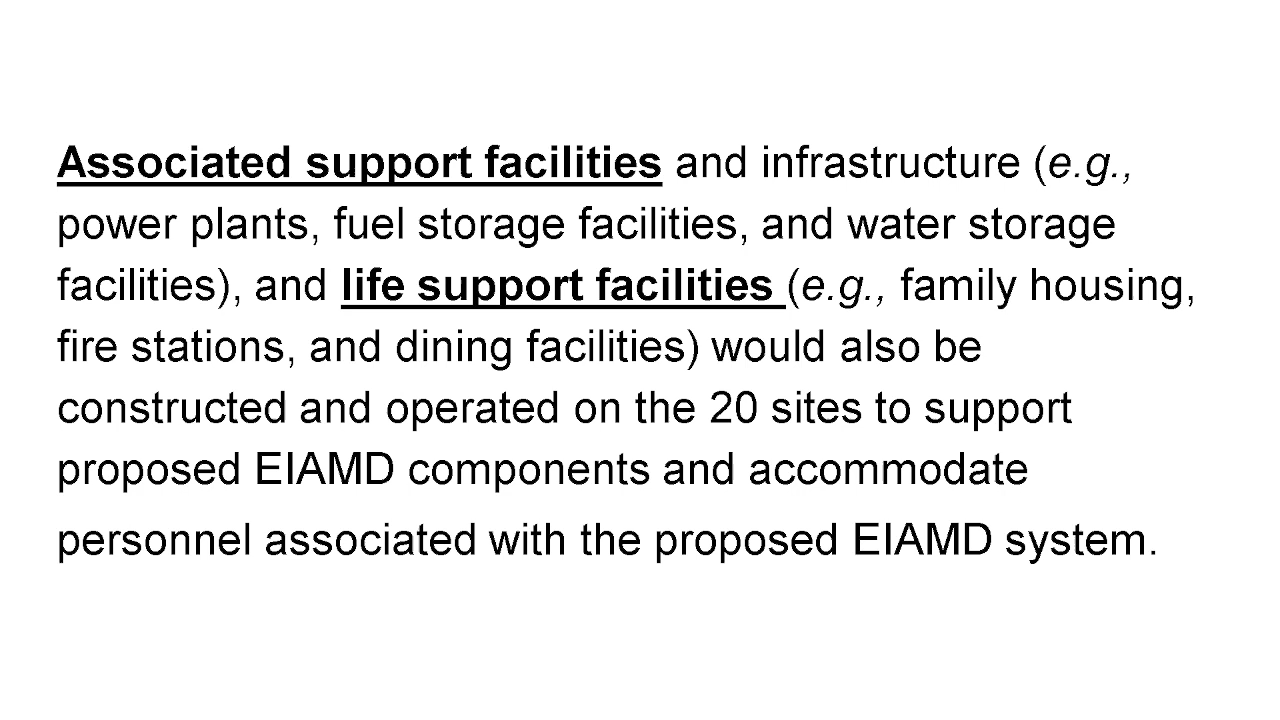 Associated support facilities and infrastructure (e.g.,
power plants, fuel storage facilities, and water storage
facilities), and life support facilities (e.g., family housing,
fire stations, and dining facilities) would also be
constructed and operated on the 20 sites to support
proposed EIAMD components and accommodate
personnel associated with the proposed EIAMD system.